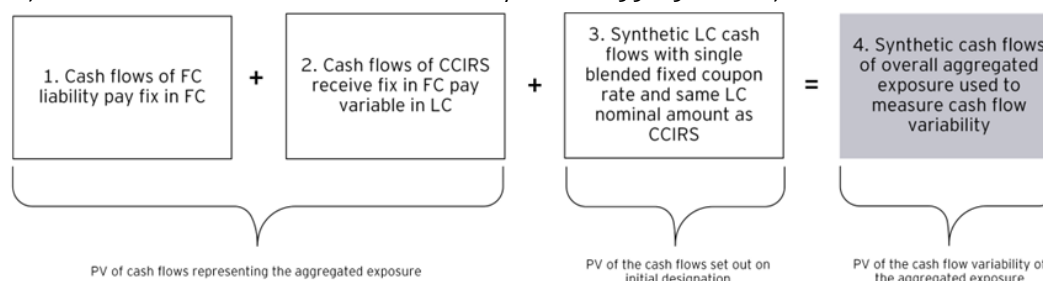 1. Cash flows of FC
liability pay fix in FC
+
2. Cash flows of CCIRS
receive fix in FC pay
variable in LC
+
3. Synthetic LC cash
flows with single
blended fixed coupon
rate and same LC
nominal amount as
CCIRS
=
4. Synthetic cash flows
of overall aggregated
exposure used to
measure cash flow
variability
PV of cash flows representing the aggregated exposure
PV of the cash flows set out on
initial designation
PV of the cash flow variability of
the aggregated exposure